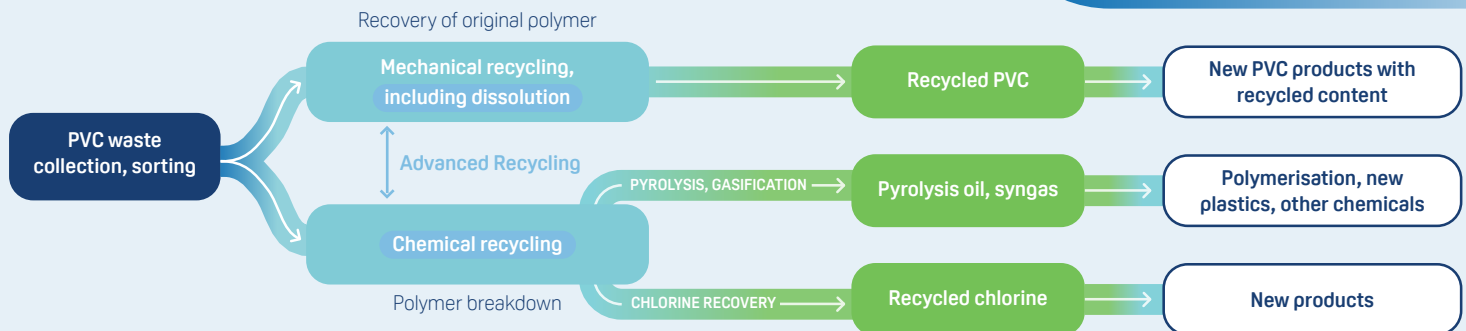 Recovery of original polymer
Mechanical recycling,
including dissolution
Recycled PVC
New PVC products with
recycled content
PVC waste
collection, sorting
Advanced Recycling
PYROLYSIS, GASIFICATION
Pyrolysis oil, syngas
Polymerisation, new
plastics, other chemicals
Chemical recycling
Polymer breakdown
CHLORINE RECOVERY
Recycled chlorine
New products